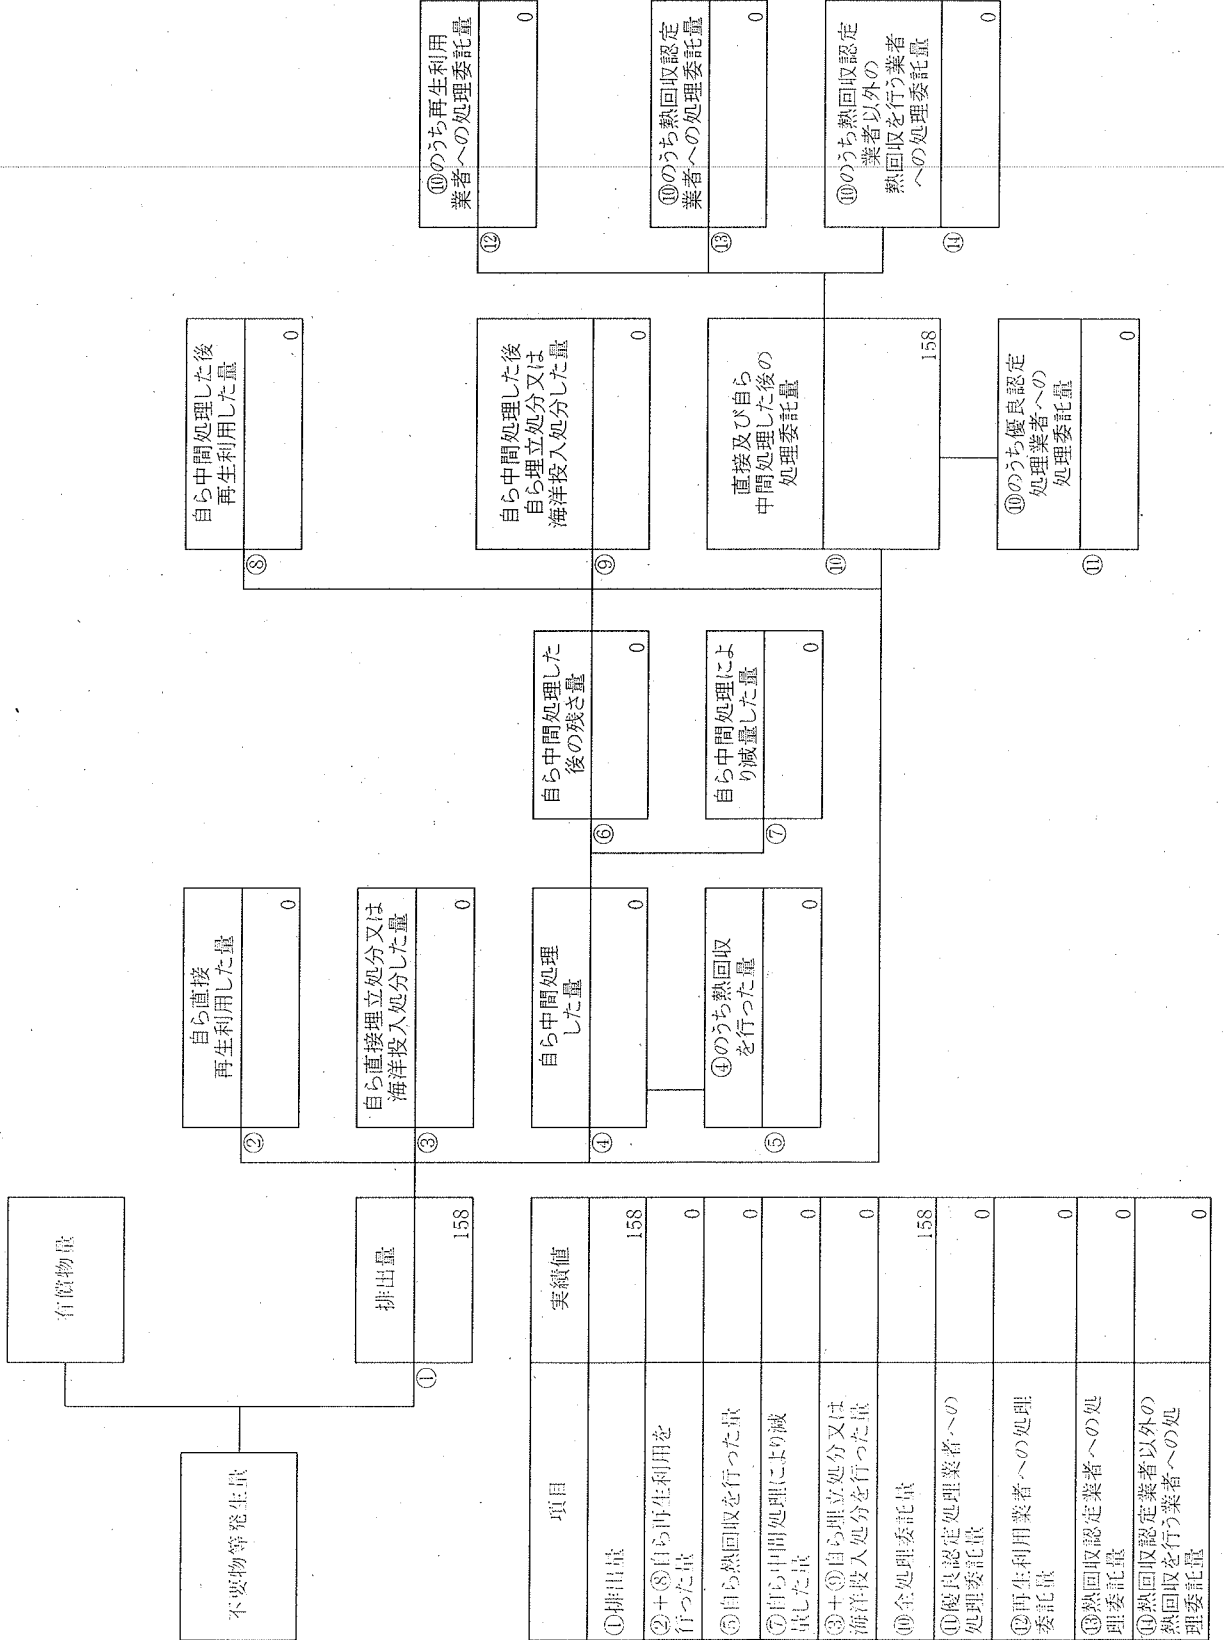 不要物等発生量
有償物量
排出量
①
158
自ら直接
再生利用した量
②
0
自ら直接埋立処分又は
海洋投入処分した量
③
0
自ら中間処理
した量
④
0
④のうち熱回収
を行った量
⑤
0
自ら中間処理した
後の残さ量
⑥
0
自ら中間処理によ
り減量した量
⑦
0
自ら中間処理した後
再生利用した量
⑧
0
自ら中間処理した後
自ら埋立処分又は
海洋投入処分した量
⑨
0
直接及び自ら
中間処理した後の
処理委託量
⑩
158
⑩のうち優良認定
処理業者への
処理委託量
⑪
0
⑩のうち再生利用
業者への処理委託量
⑫
0
⑩のうち熱回収認定
業者への処理委託量
⑬
0
⑩のうち熱回収認定
業者以外の
熱回収を行う業者
への処理委託量
⑭
0
項目 実績値
①排出量 158
②+⑧自ら再生利用を
行った量 0
⑤自ら熱回収を行った量 0
⑦自ら中間処理により減
量した量 0
③+⑨自ら埋立処分又は
海洋投入処分を行った量 0
⑩全処理委託量 158
⑪優良認定処理業者への
処理委託量 0
⑫再生利用業者への処理
委託量 0
⑬熱回収認定業者への処
理委託量 0
⑭熱回収認定業者以外の
熱回収を行う業者への処
理委託量 0